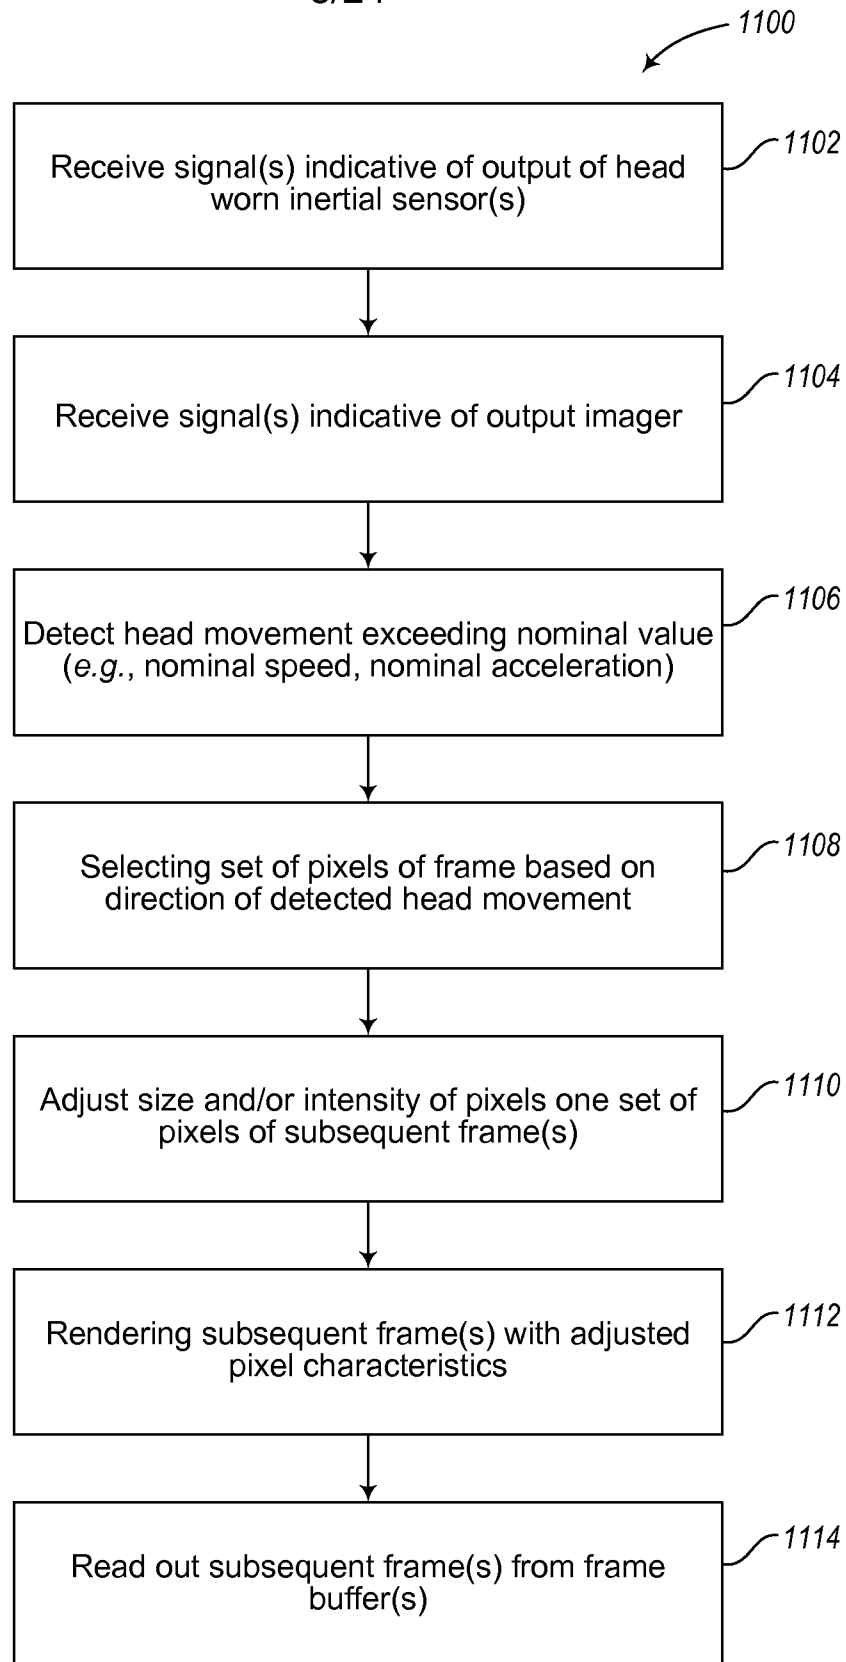 1100
Receive signal(s) indicative of output of head
worn inertial sensor(s)
1102
Receive signal(s) indicative of output imager
1104
Detect head movement exceeding nominal value
(e.g., nominal speed, nominal acceleration)
1106
Selecting set of pixels of frame based on
direction of detected head movement
1108
Adjust size and/or intensity of pixels one set of
pixels of subsequent frame(s)
1110
Rendering subsequent frame(s) with adjusted
pixel characteristics
1112
Read out subsequent frame(s) from frame
buffer(s)
1114